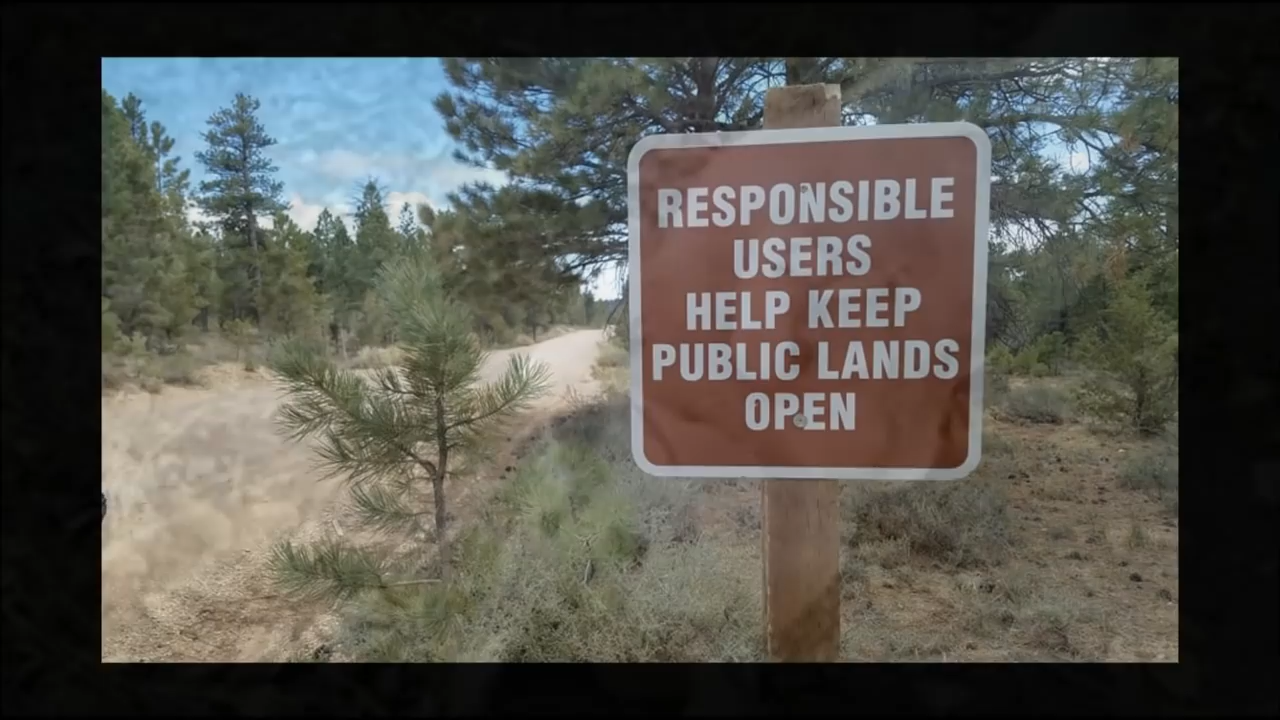 RESPONSIBLE
USERS
HELP KEEP
PUBLIC LANDS
OPEN